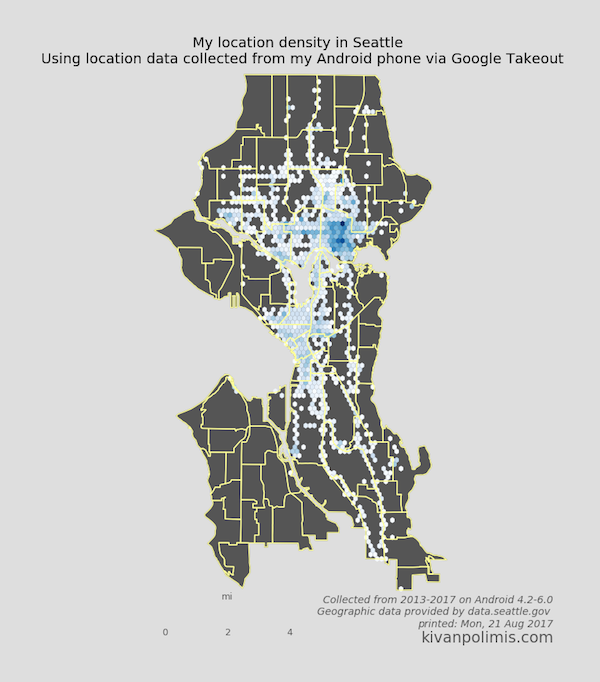 My location density in Seattle
Using location data collected from my Android phone via Google Takeout
mi
0 2 4
Collected from 2013-2017 on Android 4.2-6.0
Geographic data provided by data.seattle.gov
printed: Mon, 21 Aug 2017
kivanpolimis.com